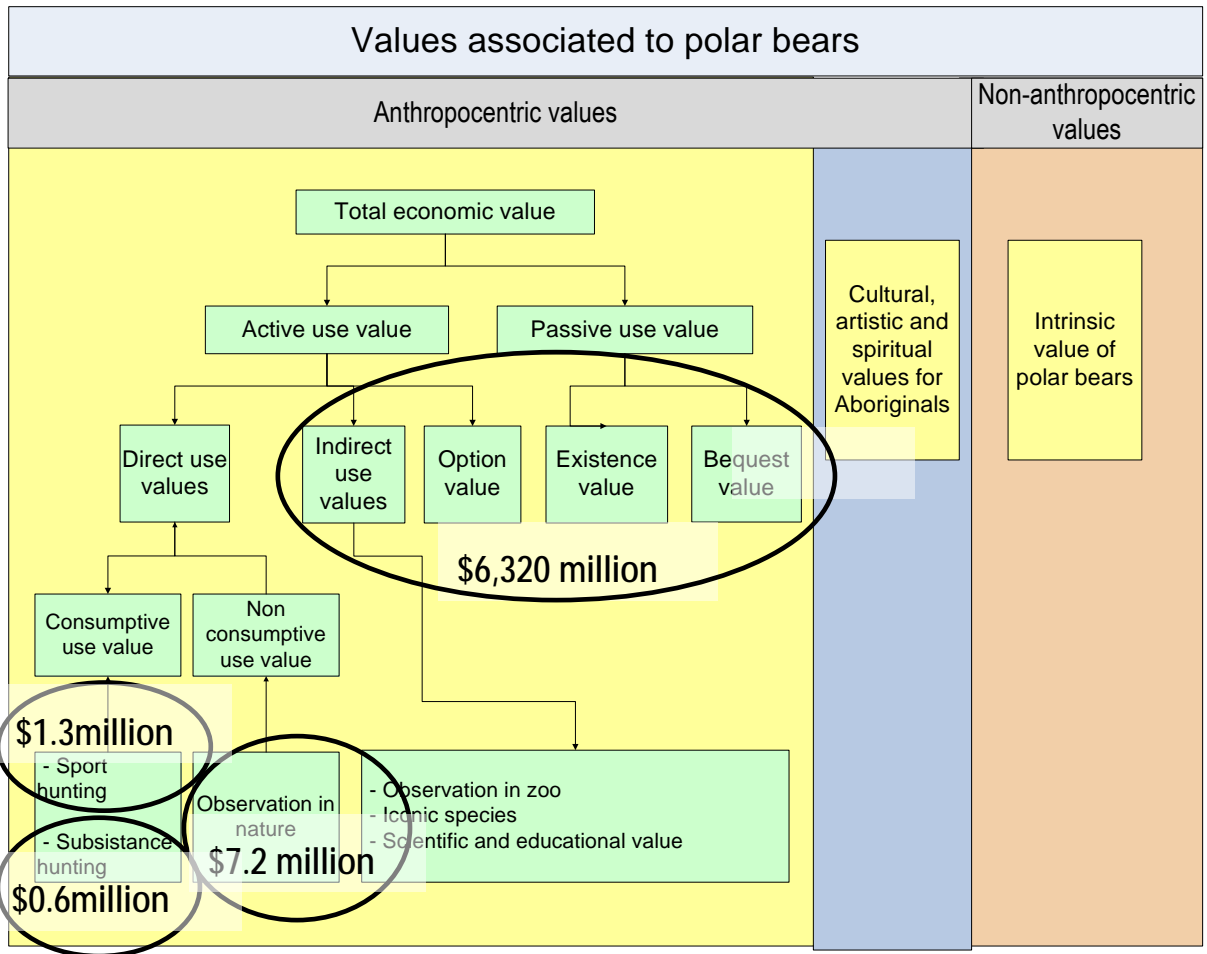 Values associated to polar bears
Anthropocentric values
Non-anthropocentric
values
Total economic value
Active use value
Passive use value
Cultural,
artistic and
spiritual
values for
Aboriginals
Intrinsic
value of
polar bears
Direct use
values
Indirect
use
values
Option
value
Existence
value
Bequest
value
$6,320 million
Consumptive
use value
Non
consumptive
use value
$1.3million
- Sport
hunting
- Subsistance
hunting
$0.6million
Observation in
nature
$7.2 million
- Observation in zoo
- Iconic species
- Scientific and educational value